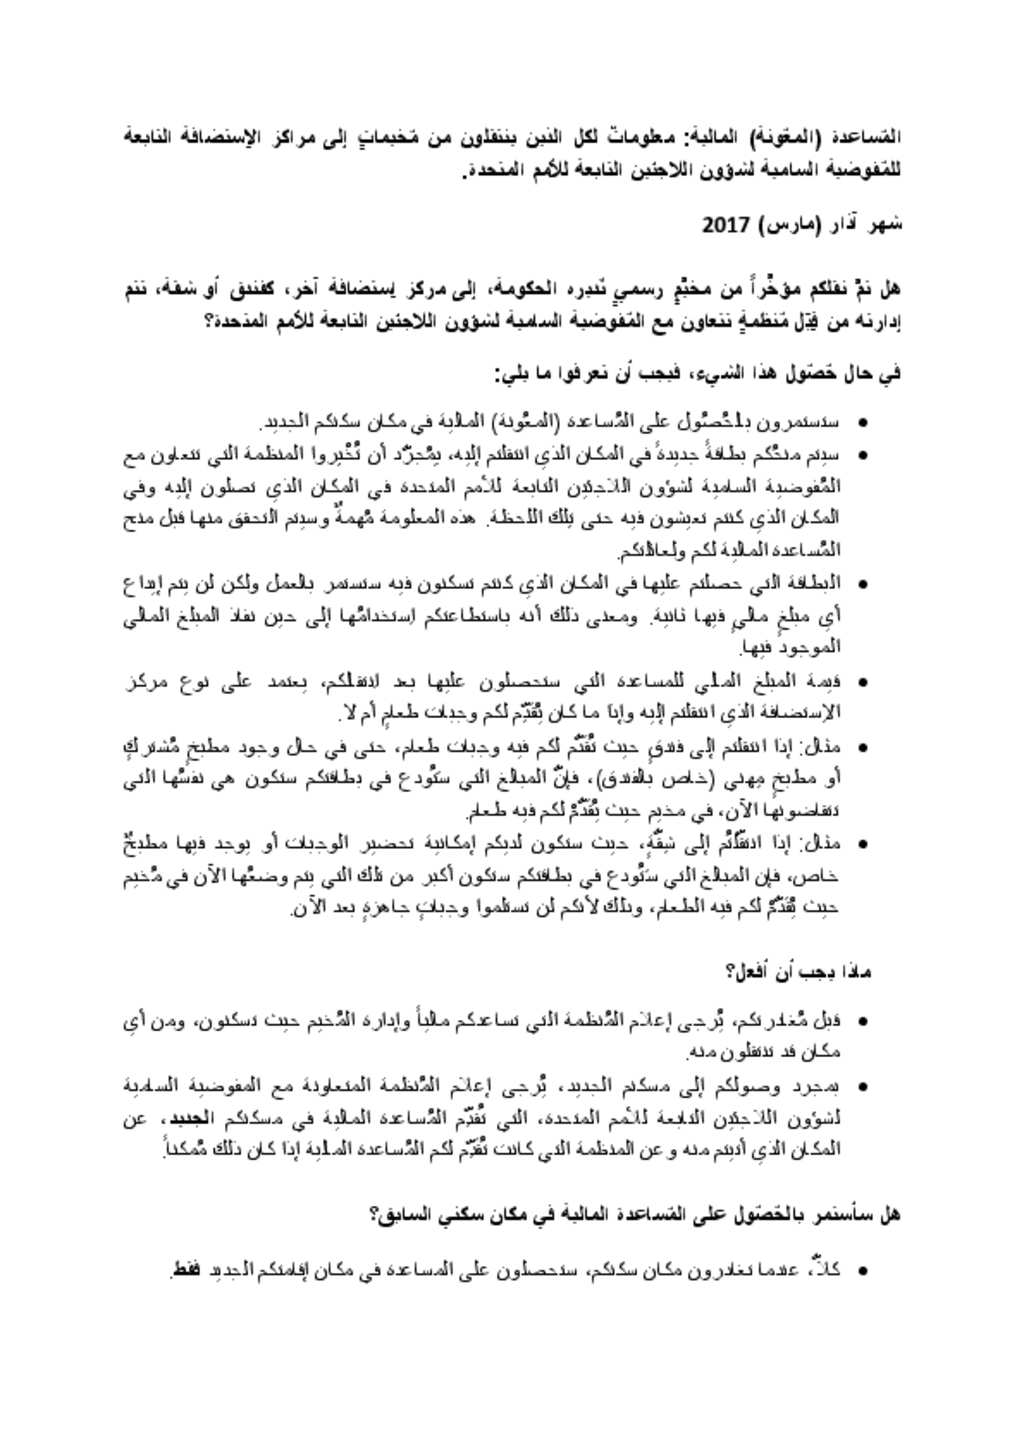 المُساعدة (المعّونة) المالية: معلوماتٌ لكل الذين ينتقلون من مُخيماتٍ إلى مراكز الإستضافة التابعة
للمُفوضية السامية لشؤون اللاجئين التابعة للأمم المتحدة.
شهر آذار (مارس) 2017
هل تمَّ نقلكم مؤخَّراً من مخيَّمٍ رسميٍ تُديره الحكومة، إلى مركز إستضافة آخر، كفندق أو شقة، تتم
إدارته من قِبَل مُنظمةٍ تتعاون مع المُفوضية السامية لشؤون اللاجئين التابعة للأمم المتحدة؟
في حال حُصُول هذا الشيء، فيجب أن تعرفوا ما يلي:
• ستستمرون بالحُصُول على المُساعدة (المعُونة) المالية في مكان سكنكم الجديد.
• سيتم منحُكم بطاقةً جديدةً في المكان الذي انتقلتم إليه، بِمُجرّد أن تُخْبِروا المنظمة التي تتعاون مع
المُفوضية السامية لشؤون اللاجئين التابعة للأمم المتحدة في المكان الذي تصلون إليه وفي
المكان الذي كنتم تعيشون فيه حتى تلك اللحظة. هذه المعلومة مُهمةٌ وسيتم التحقق منها قبل منح
المُساعدة المالية لكم ولعائلاتكم.
• البطاقة التي حصلتم عليها في المكان الذي كنتم تسكنون فيه ستستمر بالعمل ولكن لن يتم إيداع
أي مبلغٍ ماليٍ فيها ثانية. ومعنى ذلك أنه باستطاعتكم إستخدامُها إلى حين نفاذ المبلغ المالي
الموجود فيها.
• قيمة المبلغ المالي للمساعدة التي ستحصلون عليها بعد إنتقالكم، يعتمد على نوع مركز
الإستضافة الذي انتقلتم إليه وإذا ما كان يُقَدِّم لكم وجبات طعامٍ أم لا.
• مثال: إذا انتقلتم إلى فندقٍ حيث تُقَدَّم لكم فيه وجبات طعام، حتى في حال وجود مطبخٍ مُشتركٍ
أو مطبخٍ مِهني (خاص بالفندق)، فإنّ المبالغ التي ستُودع في بطاقتكم ستكون هي نفسُها التي
تتقاضونها الآن، في مخيم حيث يُقَدَّمُ لكم فيه طعام.
• مثال: إذا انتقَلْتُم إلى شقّةٍ، حيث ستكون لديكم إمكانية تحضير الوجبات أو يوجد فيها مطبخٌ
خاص، فإن المبالغ التي ستُودع في بطاقتكم ستكون أكبر من تلك التي يتم وضعُها الآن في مُخيم
حيث يُقَدَّمُ لكم فيه الطعام، وذلك لأنكم لن تستلموا وجباتٍ جاهزةٍ بعد الآن.
ماذا يجب أن أفعل؟
• قبل مُغادرتكم، يُرجى إعلام المُنظمة التي تساعدكم مالياً وإدارة المُخيم حيث تسكنون، ومن أي
مكان قد تنتقلون منه.
• بمجرد وصولكم إلى مسكنم الجديد، يُرجى إعلام المُنظمة المتعاونة مع المفوضية السامية
لشؤون اللاجئين التابعة للأمم المتحدة، التي تُقدِّم المُساعدة المالية في مسكنكم الجديد، عن
المكان الذي أتيتم منه و عن المنظمة التي كانت تُقَدِّم لكم المُساعدة المالية إذا كان ذلك مُمكناً.
هل سأستمر بالحُصُول على المُساعدة المالية في مكان سكني السابق؟
• كلاّ، عندما تغادرون مكان سكنكم، ستحصلون على المساعدة في مكان إقامتكم الجديد فقط.